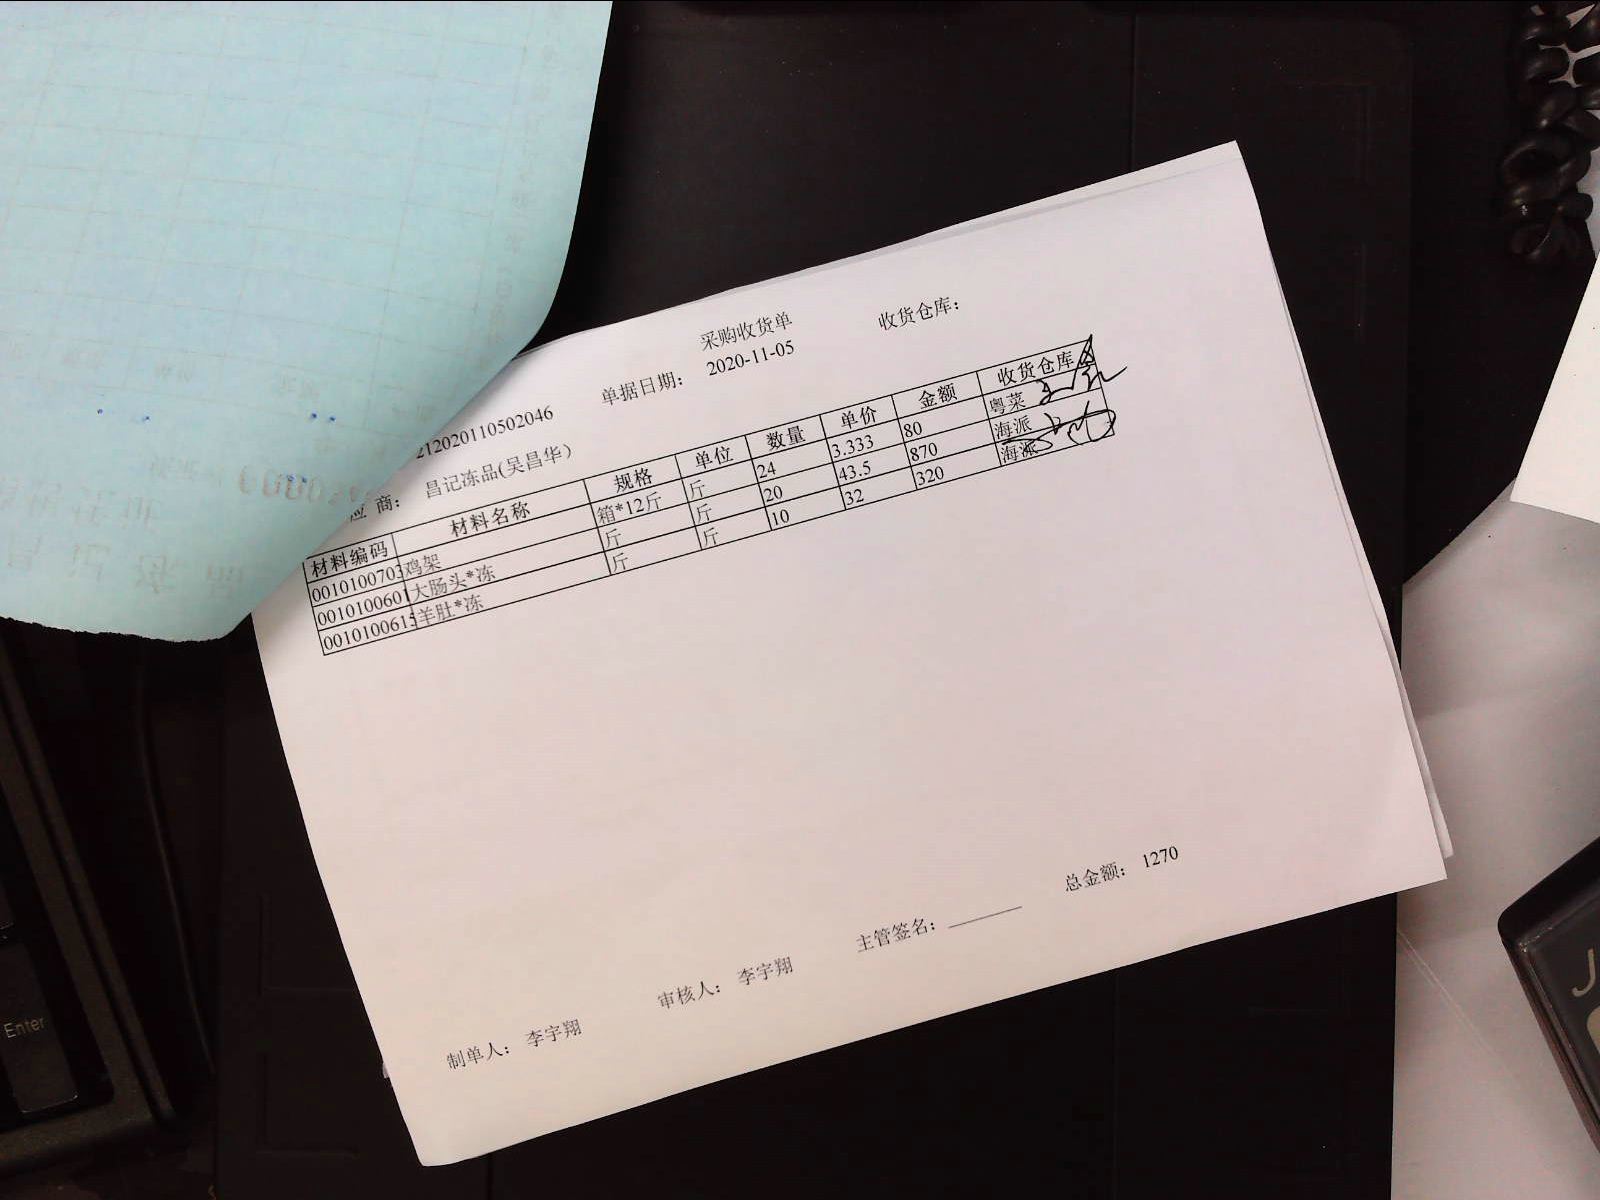 采购收货单
收货仓库：
单据日期： 2020-11-05
212020110502046
应 商： 昌记冻品(吴昌华)
材料编码 材料名称 规格 单位 数量 单价 金额 收货仓库
0010100703 鸡架 箱*12斤 斤 24 3.333 80 粤菜
001010060 大肠头*冻 斤 斤 20 43.5 870 海派
0010100615 羊肚*冻 斤 斤 10 32 320 海派
总金额： 1270
主管签名：
审核人： 李宇翔
制单人： 李宇翔
Enter
J